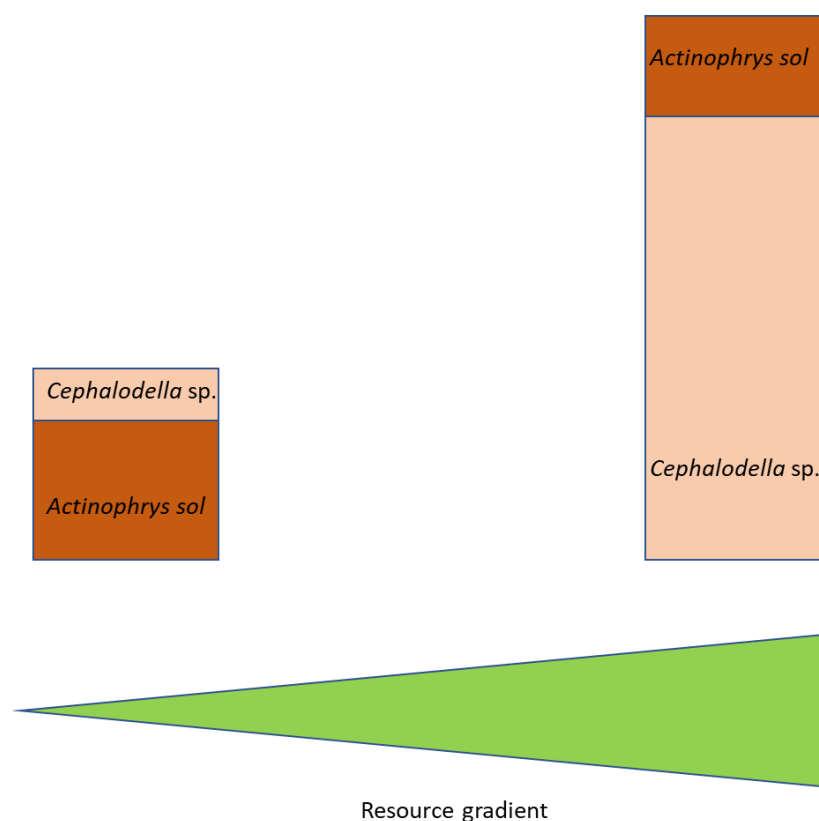 Actinophrys sol
Cephalodella sp.
Cephalodella sp.
Actinophrys sol
Resource gradient